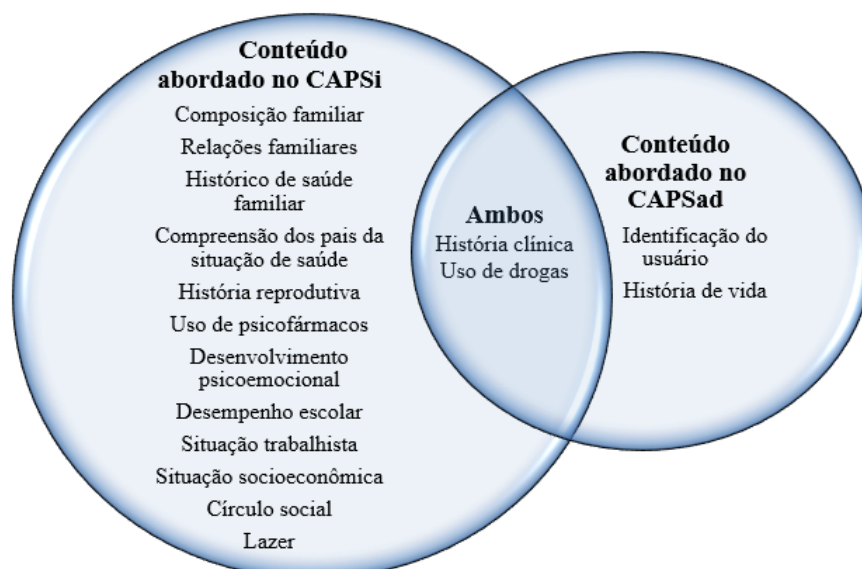 Conteúdo
abordado no CAPSi
Composição familiar
Relações familiares
Histórico de saúde
familiar
Compreensão dos pais da
situação de saúde
História reprodutiva
Uso de psicofármacos
Desenvolvimento
psicoemocional
Desempenho escolar
Situação trabalhista
Situação socioeconômica
Círculo social
Lazer
Ambos
História clínica
Uso de drogas
Conteúdo
abordado no
CAPSad
Identificação do
usuário
História de vida